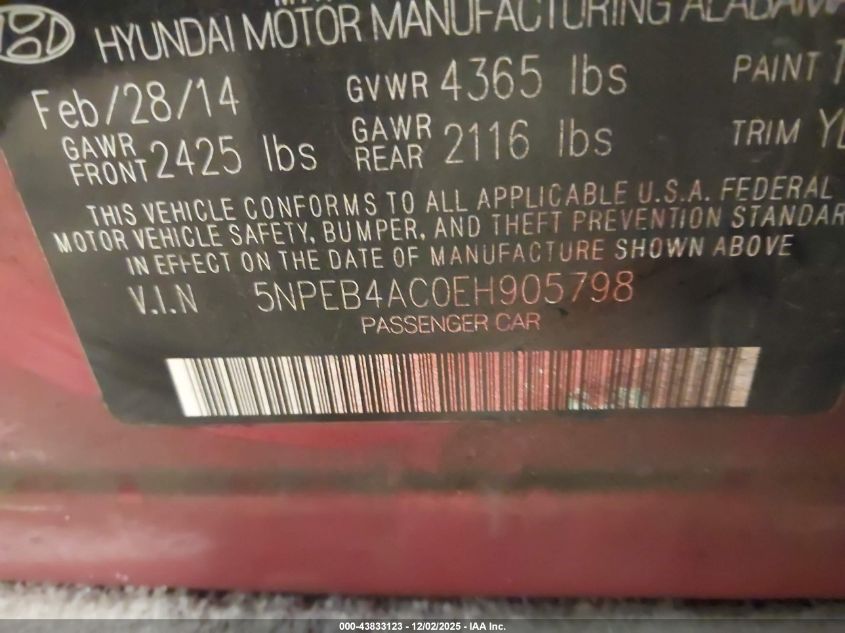 HYUNDAI MOTOR MANUFACTURING ALABAMA
Feb/28/14 GVWR 4365 lbs PAINT
GAWR FRONT 2425 lbs GAWR REAR 2116 lbs TRIM
THIS VEHICLE CONFORMS TO ALL APPLICABLE U.S.A. FEDERAL
MOTOR VEHICLE SAFETY, BUMPER, AND THEFT PREVENTION STANDAR
IN EFFECT ON THE DATE OF MANUFACTURE SHOWN ABOVE
V.I.N 5NPEB4AC0EH905798
PASSENGER CAR
000-43833123 - 12/02/2025 - IAA Inc.